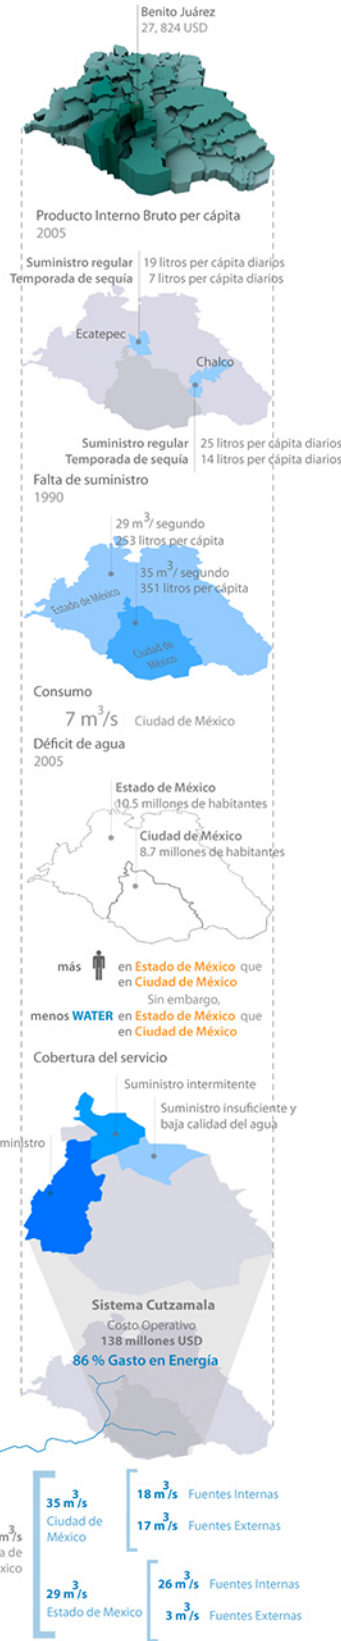 Benito Juárez
27, 824 USD
Producto Interno Bruto per cápita
2005
Suministro regular 19 litros per cápita diarios
Temporada de sequía 7 litros per cápita diarios
Ecatepec
Chalco
Suministro regular 25 litros per cápita diarios
Temporada de sequía 14 litros per cápita diarios
Falta de suministro
1990
29 m³/ segundo
253 litros per cápita
35 m³/ segundo
351 litros per cápita
Estado de México
Ciudad de
México
Consumo
7 m³/s Ciudad de México
Déficit de agua
2005
Estado de México
10.5 millones de habitantes
Ciudad de México
8.7 millones de habitantes
más en Estado de México que
en Ciudad de México
Sin embargo,
menos WATER en Estado de México que
en Ciudad de México
Cobertura del servicio
Suministro intermitente
Suministro insuficiente y
baja calidad del agua
ministro
Sistema Cutzamala
Costo Operativo
138 millones USD
86 % Gasto en Energía
35 m³/s
Ciudad de
México
18 m³/s Fuentes Internas
17 m³/s Fuentes Externas
m³/s
a de
xico
29 m³/s
Estado de Mexico
26 m³/s Fuentes Internas
3 m³/s Fuentes Externas